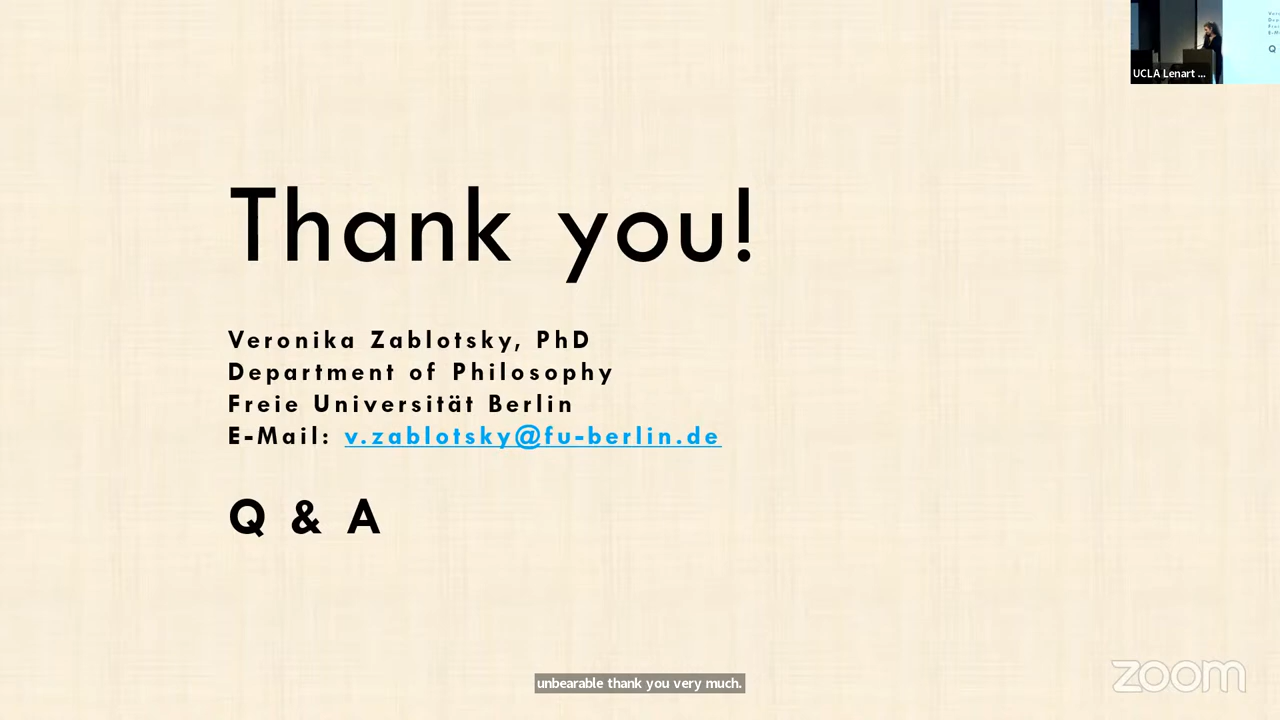 UCLA Lenart ...
Thank you!
Veronika Zablotsky, PhD
Department of Philosophy
Freie Universität Berlin
E-Mail: v.zablotsky@fu-berlin.de
Q & A
unbearable thank you very much.
zoom